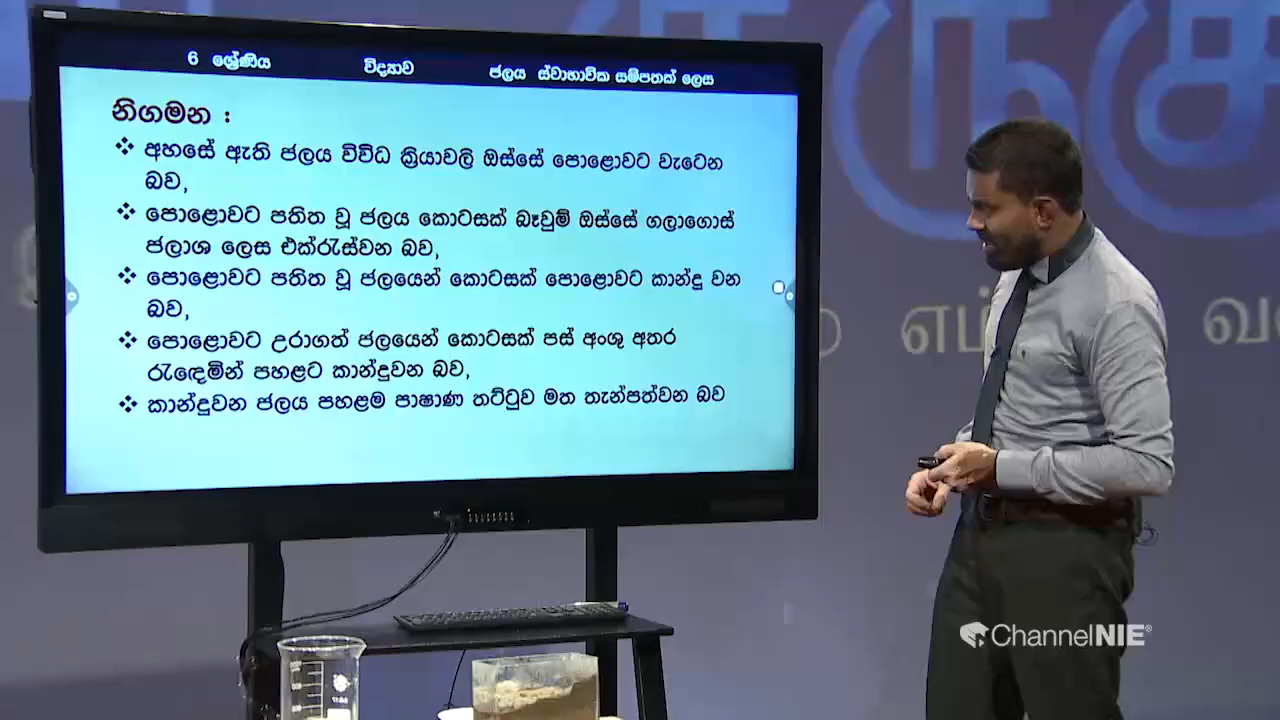 6 ශ්‍රේණිය විද්‍යාව ජලය ස්වාභාවික සම්පතක් ලෙස
නිගමන :
❖ අහසේ ඇති ජලය විවිධ ක්‍රියාවලි ඔස්සේ පොළොවට වැටෙන
බව,
❖ පොළොවට පතිත වූ ජලය කොටසක් බෑවුම් ඔස්සේ ගලාගොස්
ජලාශ ලෙස එක්රැස්වන බව,
❖ පොළොවට පතිත වූ ජලයෙන් කොටසක් පොළොවට කාන්දු වන
බව,
❖ පොළොවට උරාගත් ජලයෙන් කොටසක් පස් අංශු අතර
රැඳෙමින් පහළට කාන්දුවන බව,
❖ කාන්දුවන ජලය පහළම පාෂාණ තට්ටුව මත තැන්පත්වන බව
எம்
ChannelNIE®